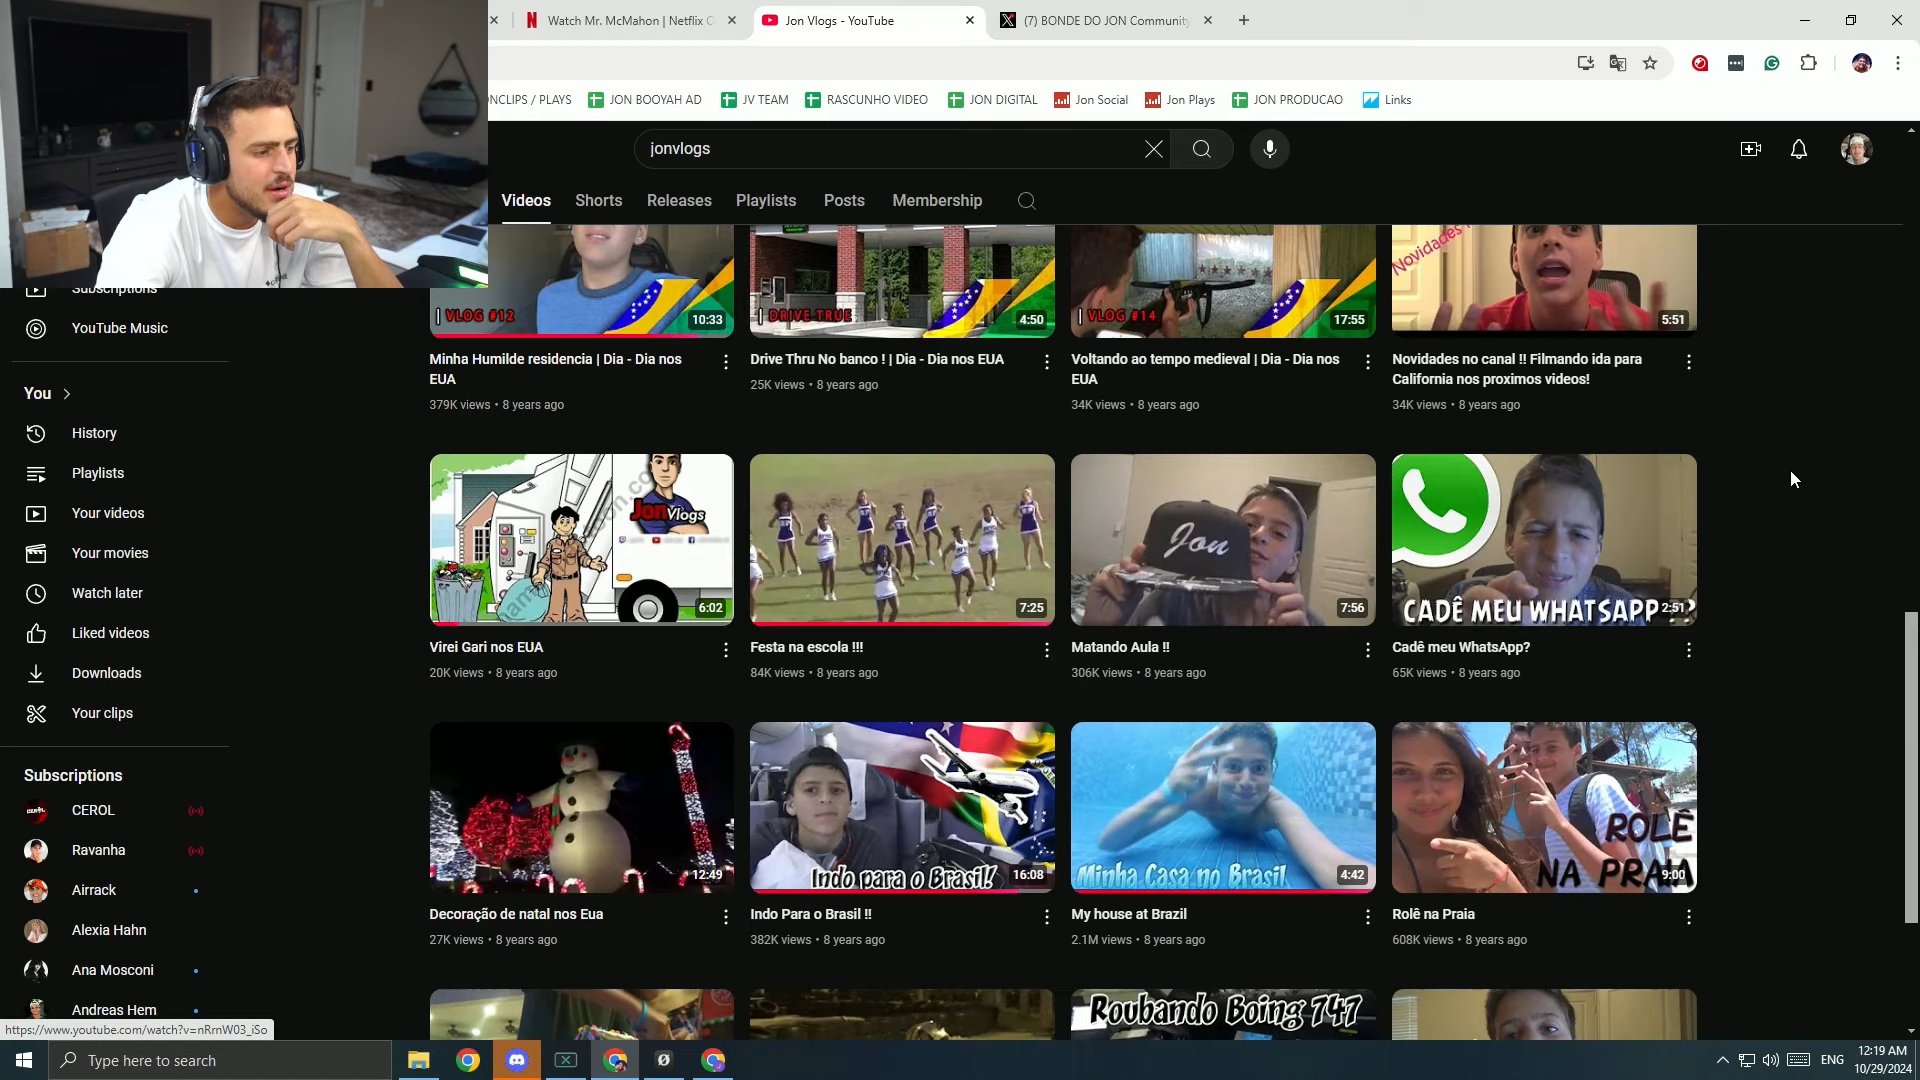 Watch Mr. McMahon | Netflix O
Jon Vlogs - YouTube
(7) BONDE DO JON Community
NCLIPS / PLAYS
JON BOOYAH AD
JV TEAM
RASCUNHO VIDEO
JON DIGITAL
Jon Social
Jon Plays
JON PRODUCAO
Links
jonvlogs
Videos
Shorts
Releases
Playlists
Posts
Membership
Subscriptions
YouTube Music
You
History
Playlists
Your videos
Your movies
Watch later
Liked videos
Downloads
Your clips
Subscriptions
CEROL
Ravanha
Airrack
Alexia Hahn
Ana Mosconi
Andreas Hem
| VLOG #12
10:33
Minha Humilde residencia | Dia - Dia nos
EUA
379K views • 8 years ago
| DRIVE TRUE
4:50
Drive Thru No banco ! | Dia - Dia nos EUA
25K views • 8 years ago
| VLOG #14
17:55
Voltando ao tempo medieval | Dia - Dia nos
EUA
34K views • 8 years ago
Novidades
5:51
Novidades no canal !! Filmando ida para
California nos proximos videos!
34K views • 8 years ago
JonVlogs
6:02
Virei Gari nos EUA
20K views • 8 years ago
7:25
Festa na escola !!!
84K views • 8 years ago
Jon
7:56
Matando Aula !!
306K views • 8 years ago
CADÊ MEU WHATSAPP??
2:51
Cadê meu WhatsApp?
65K views • 8 years ago
12:49
Decoração de natal nos Eua
27K views • 8 years ago
Indo para o Brasil!
16:08
Indo Para o Brasil !!
382K views • 8 years ago
Minha Casa no Brasil
4:42
My house at Brazil
2.1M views • 8 years ago
ROLÊ
NA PRAIA
9:00
Rolê na Praia
608K views • 8 years ago
Roubando Boing 747
https://www.youtube.com/watch?v=nRrnW03_iSo
Type here to search
ENG
12:19 AM
10/29/2024